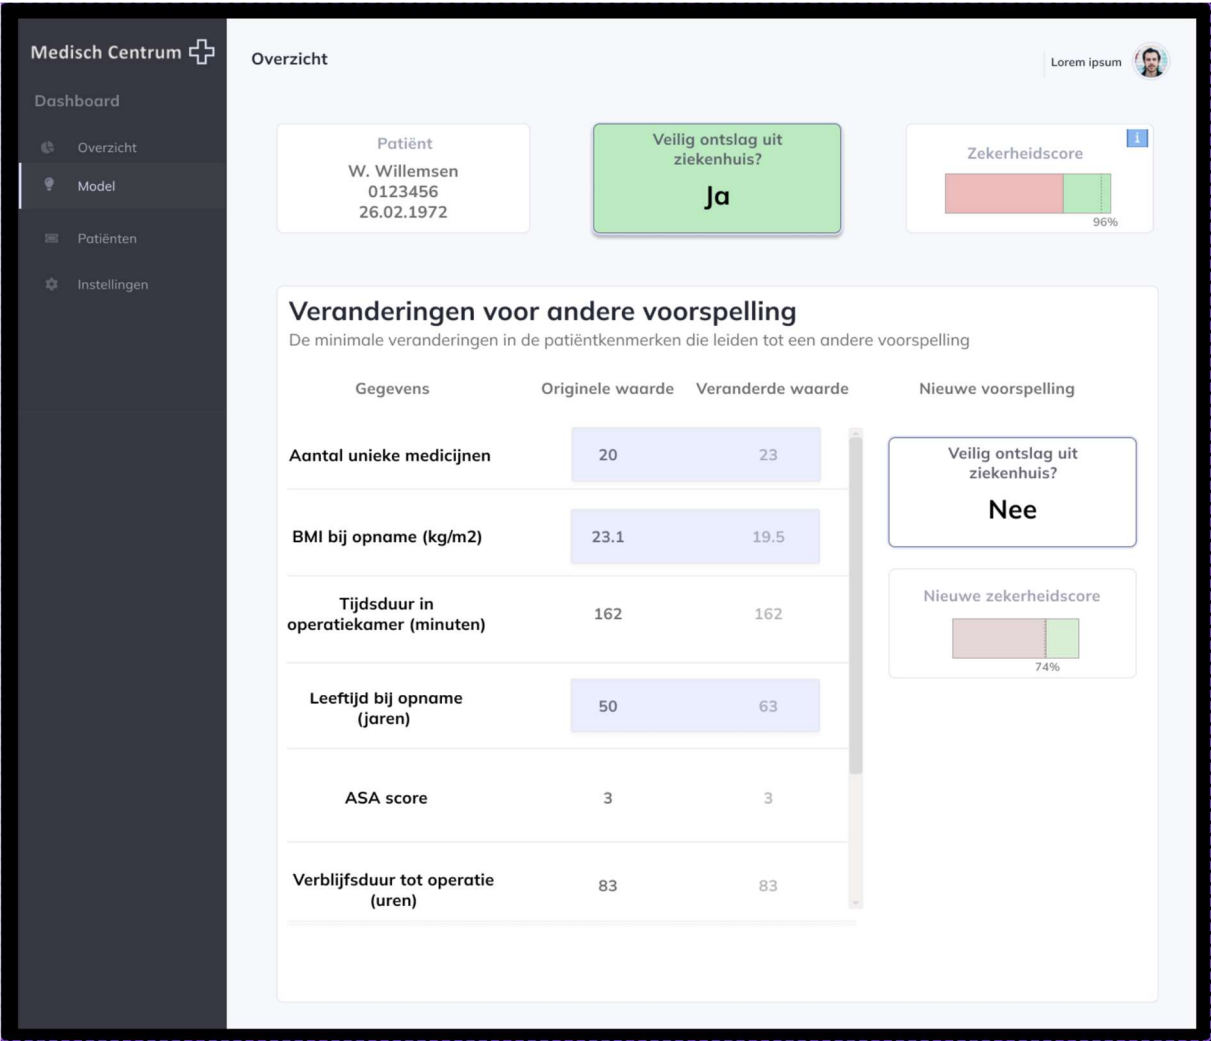 Medisch Centrum
Overzicht
Lorem ipsum
Dashboard
Overzicht
Model
Patiënten
Instellingen
Patiënt
W. Willemsen
0123456
26.02.1972
Veilig ontslag uit
ziekenhuis?
Ja
i
Zekerheidscore
96%
Veranderingen voor andere voorspelling
De minimale veranderingen in de patiëntkenmerken die leiden tot een andere voorspelling
Gegevens Originele waarde Veranderde waarde Nieuwe voorspelling
Aantal unieke medicijnen 20 23
BMI bij opname (kg/m2) 23.1 19.5
Tijdsduur in
operatiekamer (minuten) 162 162
Leeftijd bij opname
(jaren) 50 63
ASA score 3 3
Verblijfsduur tot operatie
(uren) 83 83
Veilig ontslag uit
ziekenhuis?
Nee
Nieuwe zekerheidscore
74%